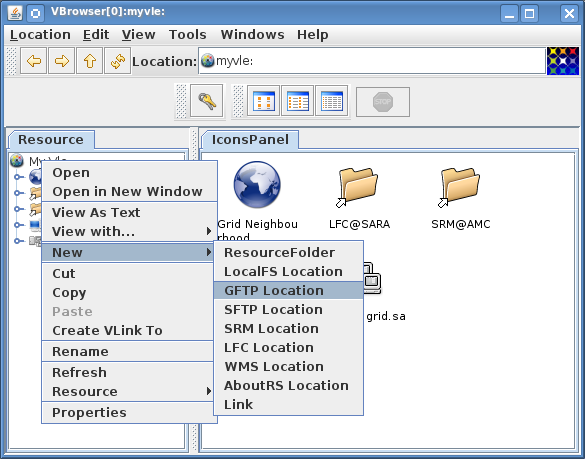 VBrowser[0]:myvle:
Location Edit View Tools Windows Help
Location: myvle:
STOP
Resource
IconsPanel
My Vle
Open
Open in New Window
View As Text
View with...
New
Cut
Copy
Paste
Create VLink To
Rename
Refresh
Resource
Properties
ResourceFolder
LocalFS Location
GFTP Location
SFTP Location
SRM Location
LFC Location
WMS Location
AboutRS Location
Link
Grid Neighbou
rhood
LFC@SARA
SRM@AMC
grid.sa